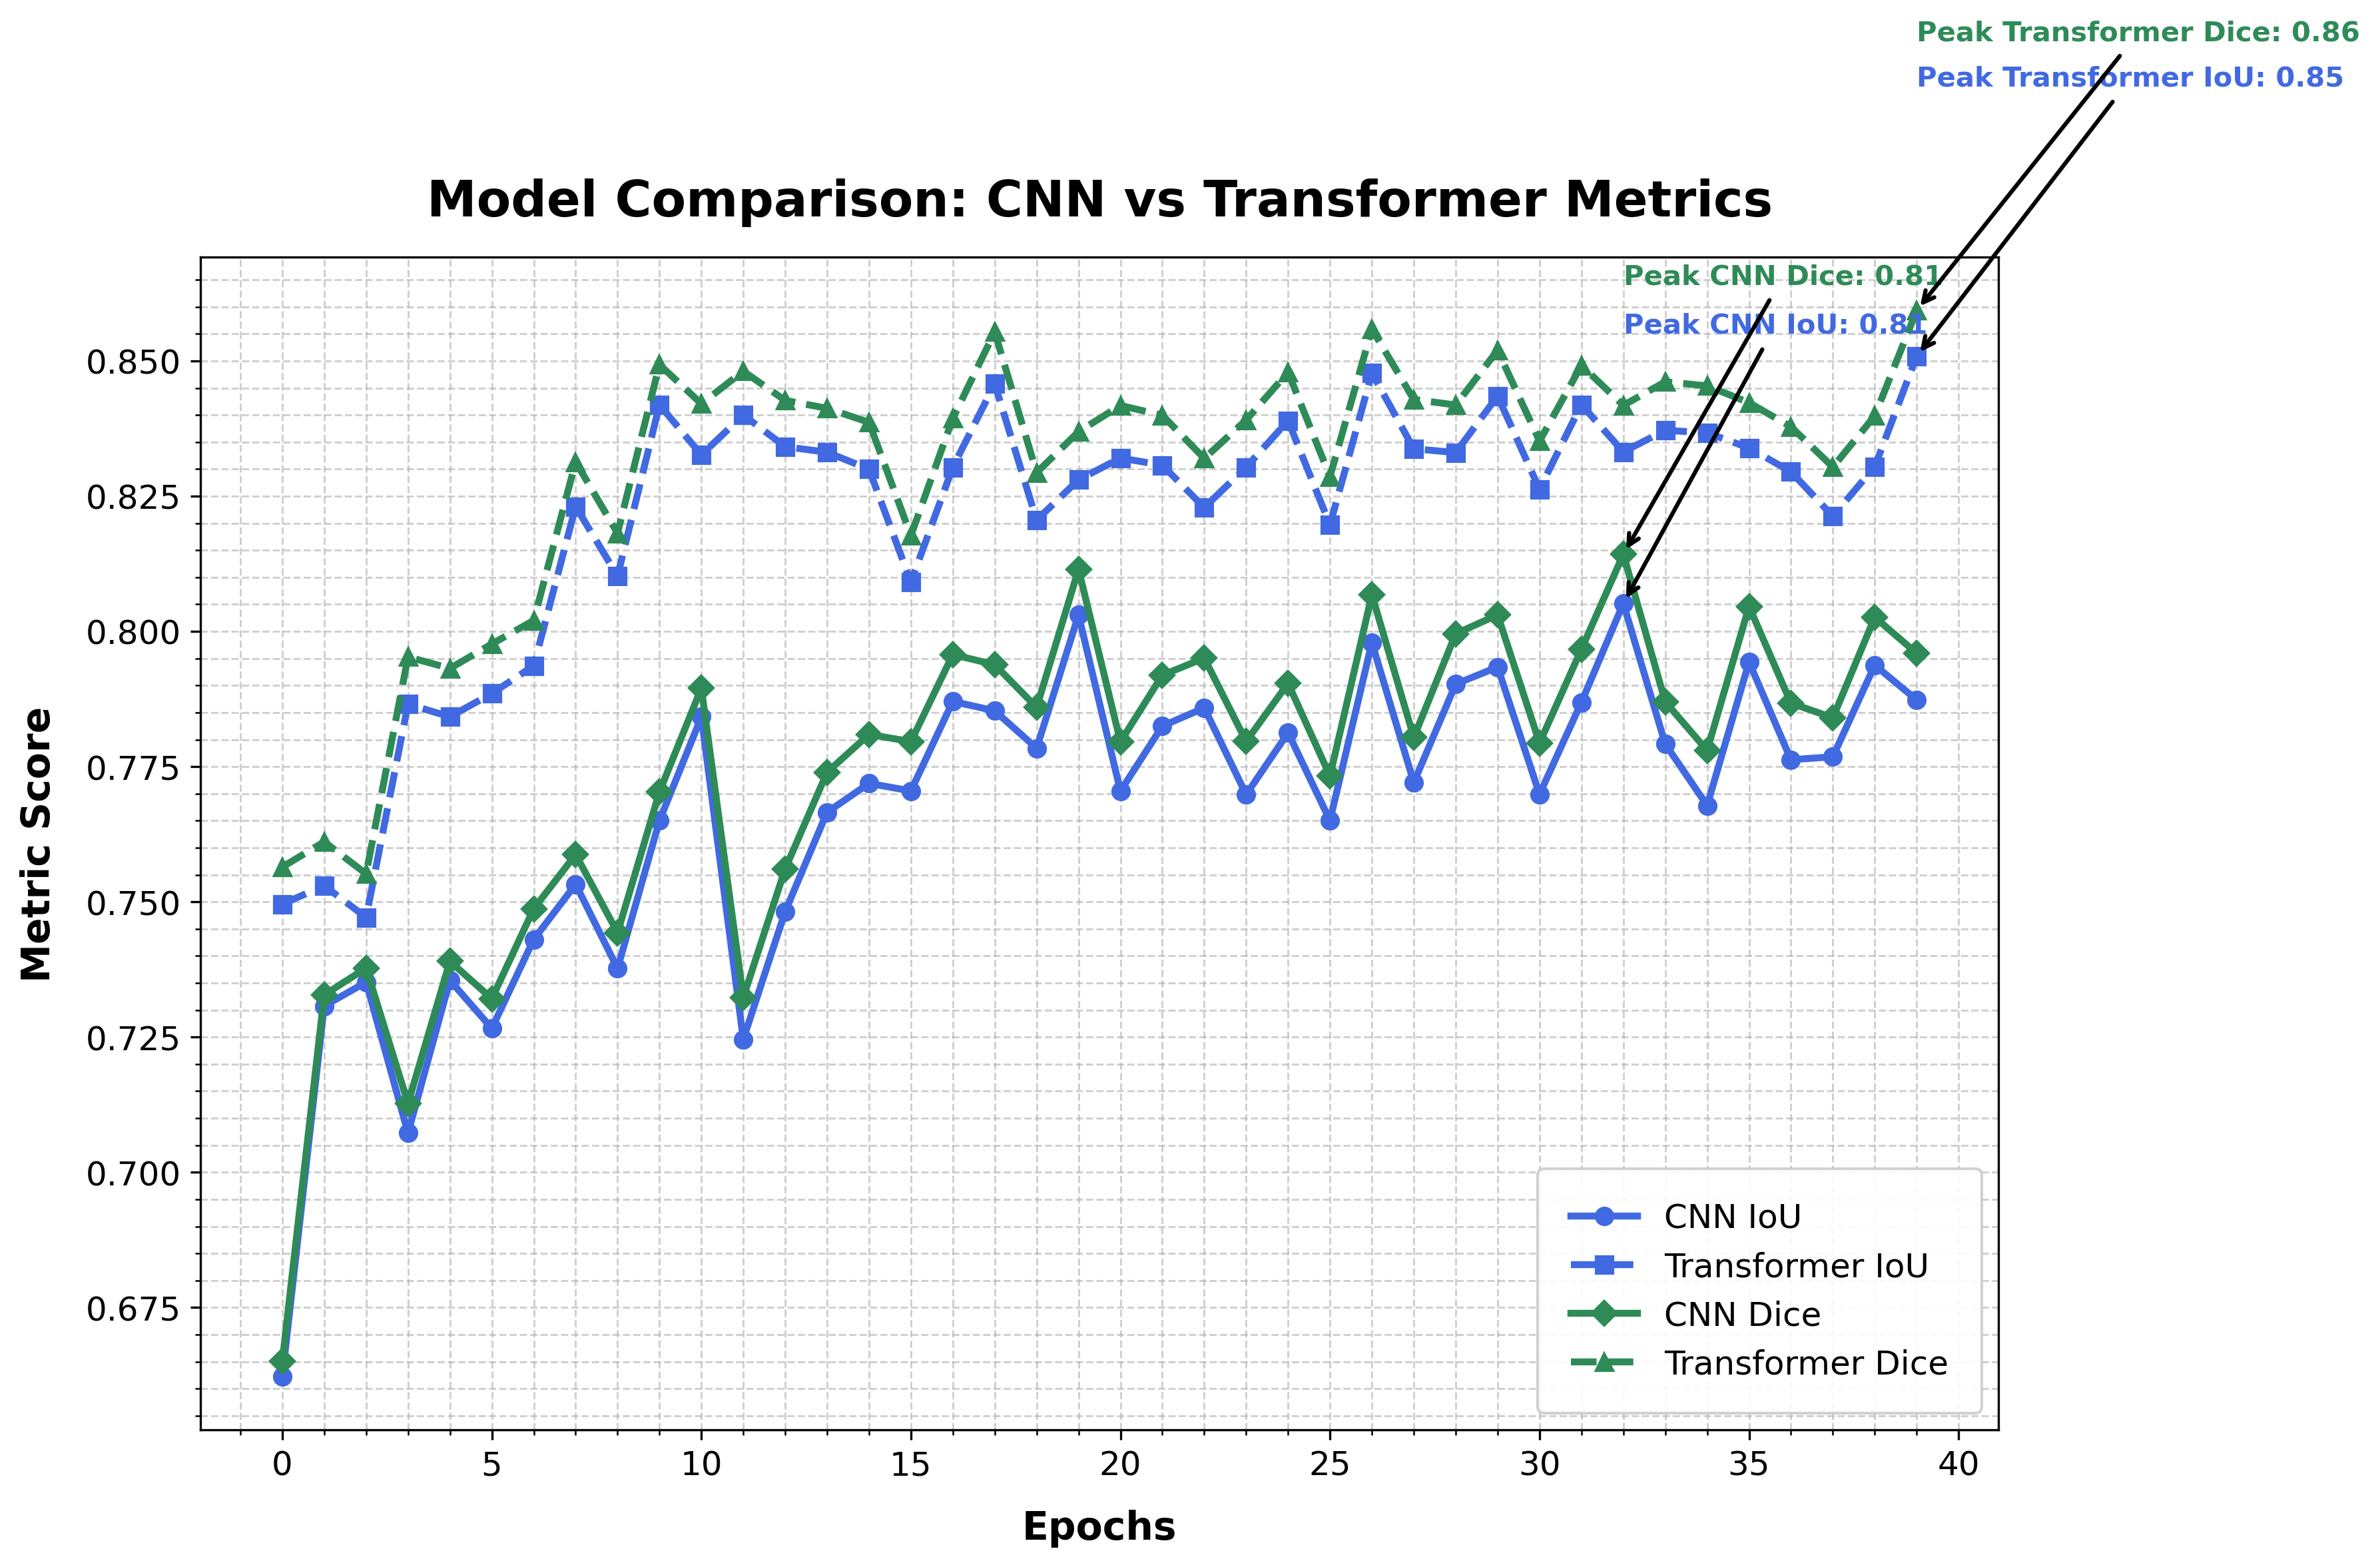 Peak Transformer Dice: 0.86
Peak Transformer IoU: 0.85
Model Comparison: CNN vs Transformer Metrics
Peak CNN Dice: 0.81
Peak CNN IoU: 0.81
0.850
0.825
0.800
0.775
0.750
0.725
0.700
0.675
Metric Score
CNN IoU
Transformer IoU
CNN Dice
Transformer Dice
0 5 10 15 20 25 30 35 40
Epochs